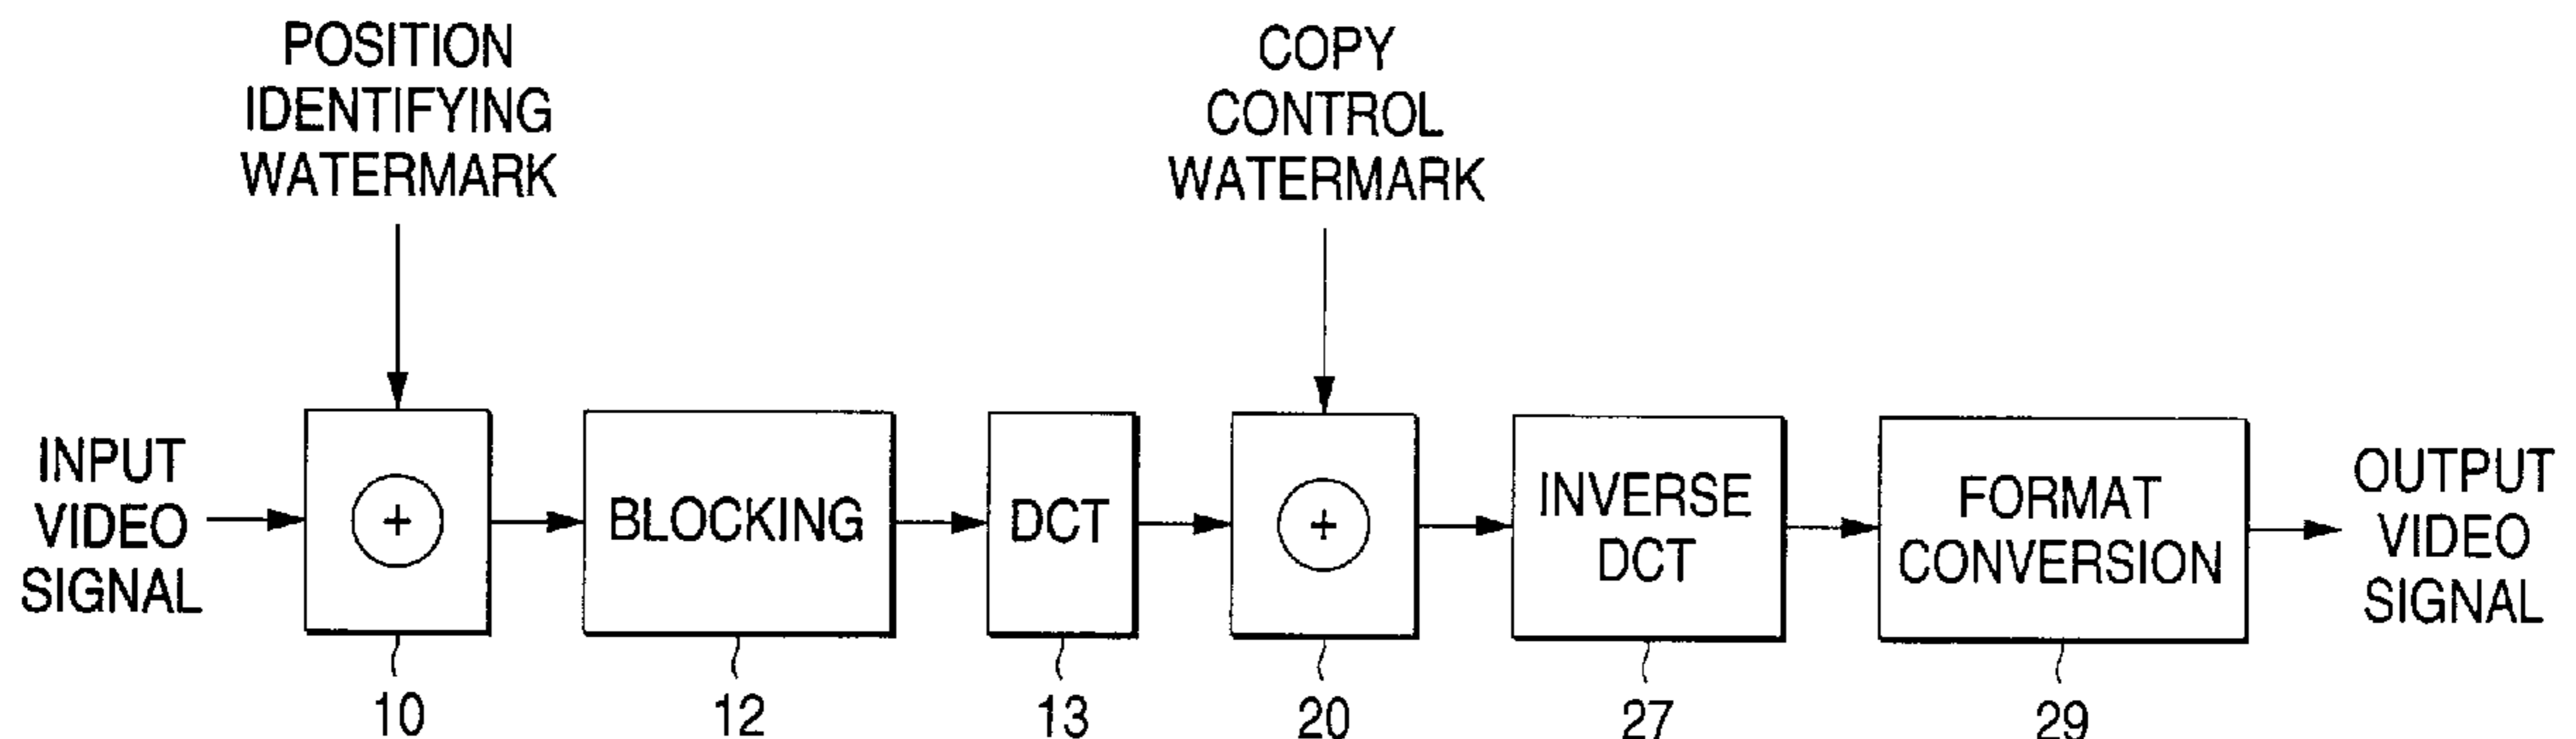 POSITION
IDENTIFYING
WATERMARK
COPY
CONTROL
WATERMARK
INPUT
VIDEO
SIGNAL
+
BLOCKING
DCT
+
INVERSE
DCT
FORMAT
CONVERSION
OUTPUT
VIDEO
SIGNAL
10
12
13
20
27
29